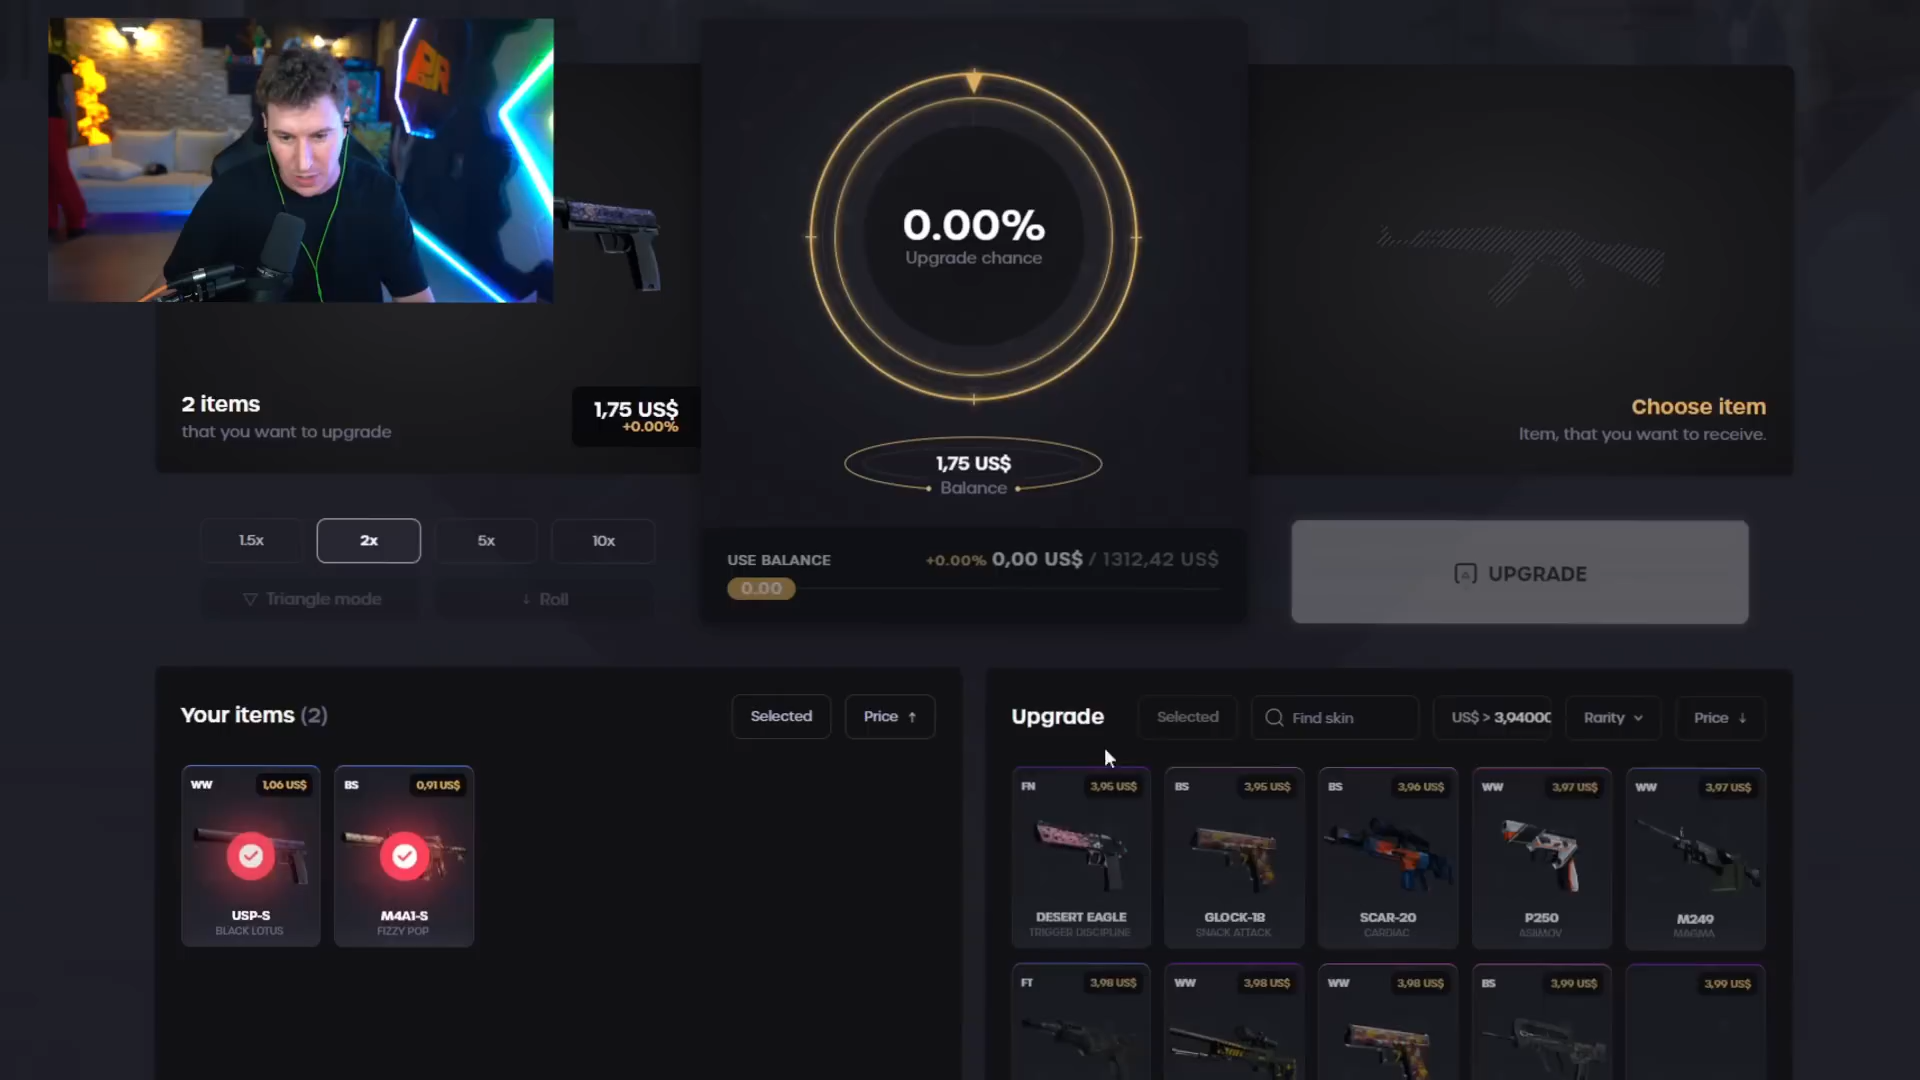 0.00%
Upgrade chance
2 items
that you want to upgrade
1,75 US$
+0.00%
Choose item
Item, that you want to receive.
1,75 US$
Balance
1.5x
2x
5x
10x
Triangle mode
Roll
USE BALANCE
+0.00% 0,00 US$ / 1312,42 US$
0.00
UPGRADE
Your items (2)
Selected
Price ↑
WW
1,06 US$
USP-S
BLACK LOTUS
BS
0,91 US$
M4A1-S
FIZZY POP
Upgrade
Selected
Find skin
US$ > 3,94000
Rarity
Price ↓
FN
3,95 US$
DESERT EAGLE
TRIGGER DISCIPLINE
BS
3,95 US$
GLOCK-18
SNACK ATTACK
BS
3,96 US$
SCAR-20
CARDIAC
WW
3,97 US$
P250
ASIIMOV
WW
3,97 US$
M249
MAGMA
FT
3,98 US$
WW
3,98 US$
WW
3,98 US$
BS
3,99 US$
3,99 US$